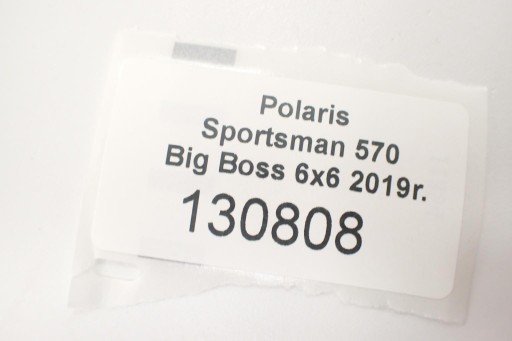 Polaris
Sportsman 570
Big Boss 6x6 2019r.
130808